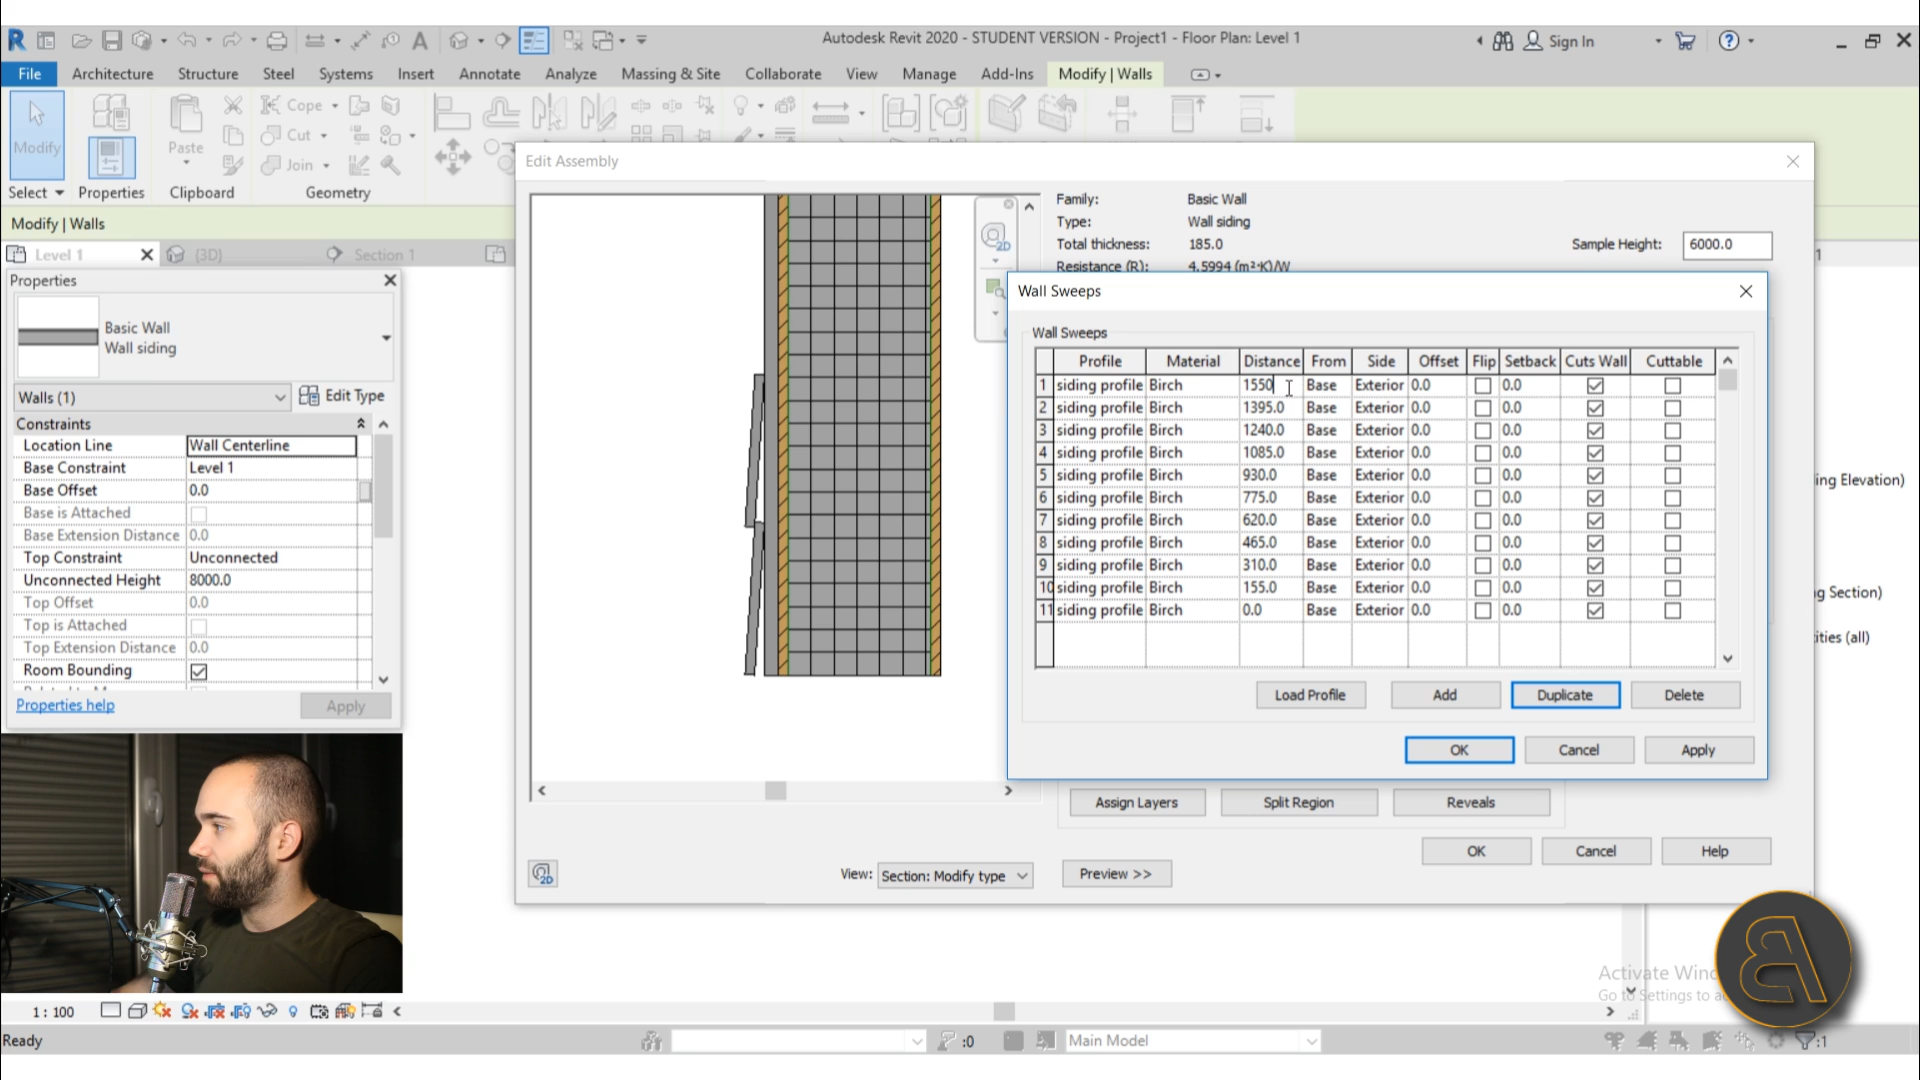 Autodesk Revit 2020 - STUDENT VERSION - Project1 - Floor Plan: Level 1
Sign In
File Architecture Structure Steel Systems Insert Annotate Analyze Massing & Site Collaborate View Manage Add-Ins Modify | Walls
Modify
Paste
Cope
Cut
Join
Select Properties Clipboard Geometry
Modify | Walls
Level 1 (3D) Section 1
Properties
Basic Wall
Wall siding
Walls (1) Edit Type
Constraints
Location Line Wall Centerline
Base Constraint Level 1
Base Offset 0.0
Base is Attached
Base Extension Distance 0.0
Top Constraint Unconnected
Unconnected Height 8000.0
Top Offset 0.0
Top is Attached
Top Extension Distance 0.0
Room Bounding
Properties help Apply
Edit Assembly
Family: Basic Wall
Type: Wall siding
Total thickness: 185.0
Resistance (R): 4.5994 (m²·K)/W
Sample Height: 6000.0
Wall Sweeps
Wall Sweeps
Profile Material Distance From Side Offset Flip Setback Cuts Wall Cuttable
1 siding profile Birch 1550 Base Exterior 0.0 0.0
2 siding profile Birch 1395.0 Base Exterior 0.0 0.0
3 siding profile Birch 1240.0 Base Exterior 0.0 0.0
4 siding profile Birch 1085.0 Base Exterior 0.0 0.0
5 siding profile Birch 930.0 Base Exterior 0.0 0.0
6 siding profile Birch 775.0 Base Exterior 0.0 0.0
7 siding profile Birch 620.0 Base Exterior 0.0 0.0
8 siding profile Birch 465.0 Base Exterior 0.0 0.0
9 siding profile Birch 310.0 Base Exterior 0.0 0.0
10 siding profile Birch 155.0 Base Exterior 0.0 0.0
11 siding profile Birch 0.0 Base Exterior 0.0 0.0
Load Profile Add Duplicate Delete
OK Cancel Apply
Assign Layers Split Region Reveals
OK Cancel Help
View: Section: Modify type Preview >>
2D
2D
ing Elevation)
g Section)
ities (all)
Activate Wind
Go to Settings to a
1 : 100
Ready
:0
Main Model
:1